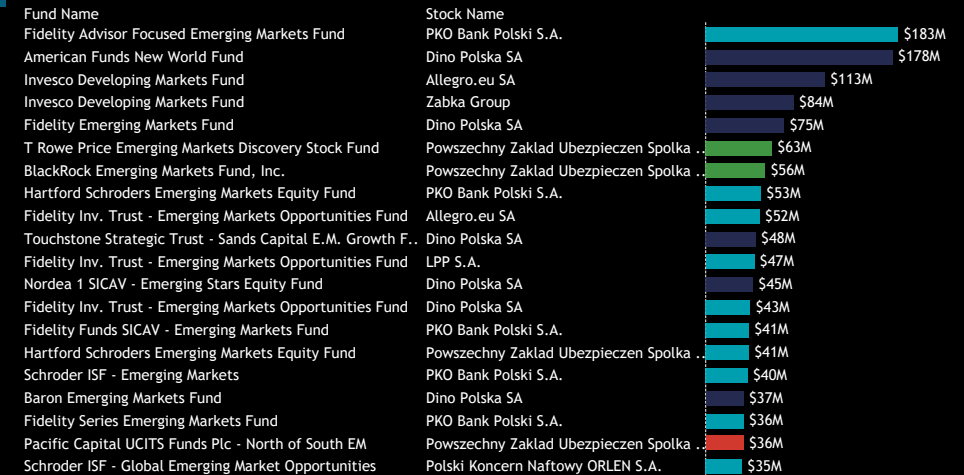 Fund Name Stock Name
Fidelity Advisor Focused Emerging Markets Fund PKO Bank Polski S.A. $183M
American Funds New World Fund Dino Polska SA $178M
Invesco Developing Markets Fund Allegro.eu SA $113M
Invesco Developing Markets Fund Zabka Group $84M
Fidelity Emerging Markets Fund Dino Polska SA $75M
T Rowe Price Emerging Markets Discovery Stock Fund Powszechny Zaklad Ubezpieczen Spolka .. $63M
BlackRock Emerging Markets Fund, Inc. Powszechny Zaklad Ubezpieczen Spolka .. $56M
Hartford Schroders Emerging Markets Equity Fund PKO Bank Polski S.A. $53M
Fidelity Inv. Trust - Emerging Markets Opportunities Fund Allegro.eu SA $52M
Touchstone Strategic Trust - Sands Capital E.M. Growth F.. Dino Polska SA $48M
Fidelity Inv. Trust - Emerging Markets Opportunities Fund LPP S.A. $47M
Nordea 1 SICAV - Emerging Stars Equity Fund Dino Polska SA $45M
Fidelity Inv. Trust - Emerging Markets Opportunities Fund Dino Polska SA $43M
Fidelity Funds SICAV - Emerging Markets Fund PKO Bank Polski S.A. $41M
Hartford Schroders Emerging Markets Equity Fund Powszechny Zaklad Ubezpieczen Spolka .. $41M
Schroder ISF - Emerging Markets PKO Bank Polski S.A. $40M
Baron Emerging Markets Fund Dino Polska SA $37M
Fidelity Series Emerging Markets Fund PKO Bank Polski S.A. $36M
Pacific Capital UCITS Funds Plc - North of South EM Powszechny Zaklad Ubezpieczen Spolka .. $36M
Schroder ISF - Global Emerging Market Opportunities Polski Koncern Naftowy ORLEN S.A. $35M